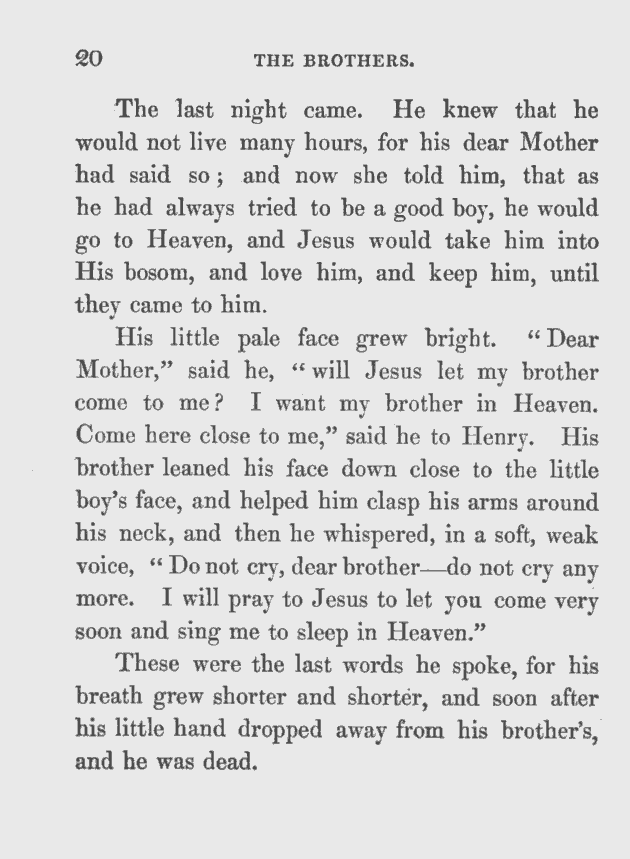 20 THE BROTHERS.
The last night came. He knew that he
would not live many hours, for his dear Mother
had said so; and now she told him, that as
he had always tried to be a good boy, he would
go to Heaven, and Jesus would take him into
His bosom, and love him, and keep him, until
they came to him.
His little pale face grew bright. “Dear
Mother,” said he, “will Jesus let my brother
come to me? I want my brother in Heaven.
Come here close to me,” said he to Henry. His
brother leaned his face down close to the little
boy’s face, and helped him clasp his arms around
his neck, and then he whispered, in a soft, weak
voice, “Do not cry, dear brother—do not cry any
more. I will pray to Jesus to let you come very
soon and sing me to sleep in Heaven.”
These were the last words he spoke, for his
breath grew shorter and shorter, and soon after
his little hand dropped away from his brother’s,
and he was dead.